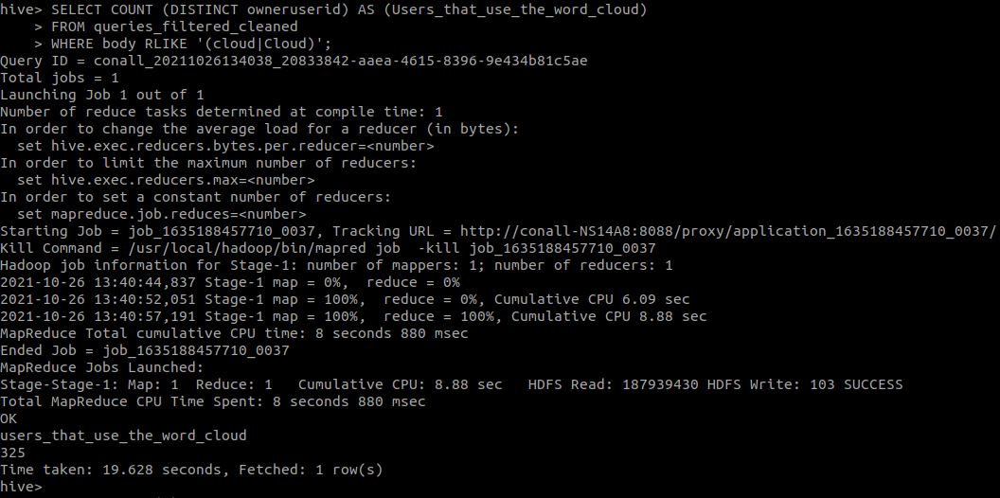 hive> SELECT COUNT (DISTINCT owneruserid) AS (Users_that_use_the_word_cloud)
    > FROM queries_filtered_cleaned
    > WHERE body RLIKE '(cloud|Cloud)';
Query ID = conall_20211026134038_20833842-aaea-4615-8396-9e434b81c5ae
Total jobs = 1
Launching Job 1 out of 1
Number of reduce tasks determined at compile time: 1
In order to change the average load for a reducer (in bytes):
  set hive.exec.reducers.bytes.per.reducer=<number>
In order to limit the maximum number of reducers:
  set hive.exec.reducers.max=<number>
In order to set a constant number of reducers:
  set mapreduce.job.reduces=<number>
Starting Job = job_1635188457710_0037, Tracking URL = http://conall-NS14A8:8088/proxy/application_1635188457710_0037/
Kill Command = /usr/local/hadoop/bin/mapred job  -kill job_1635188457710_0037
Hadoop job information for Stage-1: number of mappers: 1; number of reducers: 1
2021-10-26 13:40:44,837 Stage-1 map = 0%,  reduce = 0%
2021-10-26 13:40:52,051 Stage-1 map = 100%,  reduce = 0%, Cumulative CPU 6.09 sec
2021-10-26 13:40:57,191 Stage-1 map = 100%,  reduce = 100%, Cumulative CPU 8.88 sec
MapReduce Total cumulative CPU time: 8 seconds 880 msec
Ended Job = job_1635188457710_0037
MapReduce Jobs Launched:
Stage-Stage-1: Map: 1  Reduce: 1   Cumulative CPU: 8.88 sec   HDFS Read: 187939430 HDFS Write: 103 SUCCESS
Total MapReduce CPU Time Spent: 8 seconds 880 msec
OK
users_that_use_the_word_cloud
325
Time taken: 19.628 seconds, Fetched: 1 row(s)
hive>